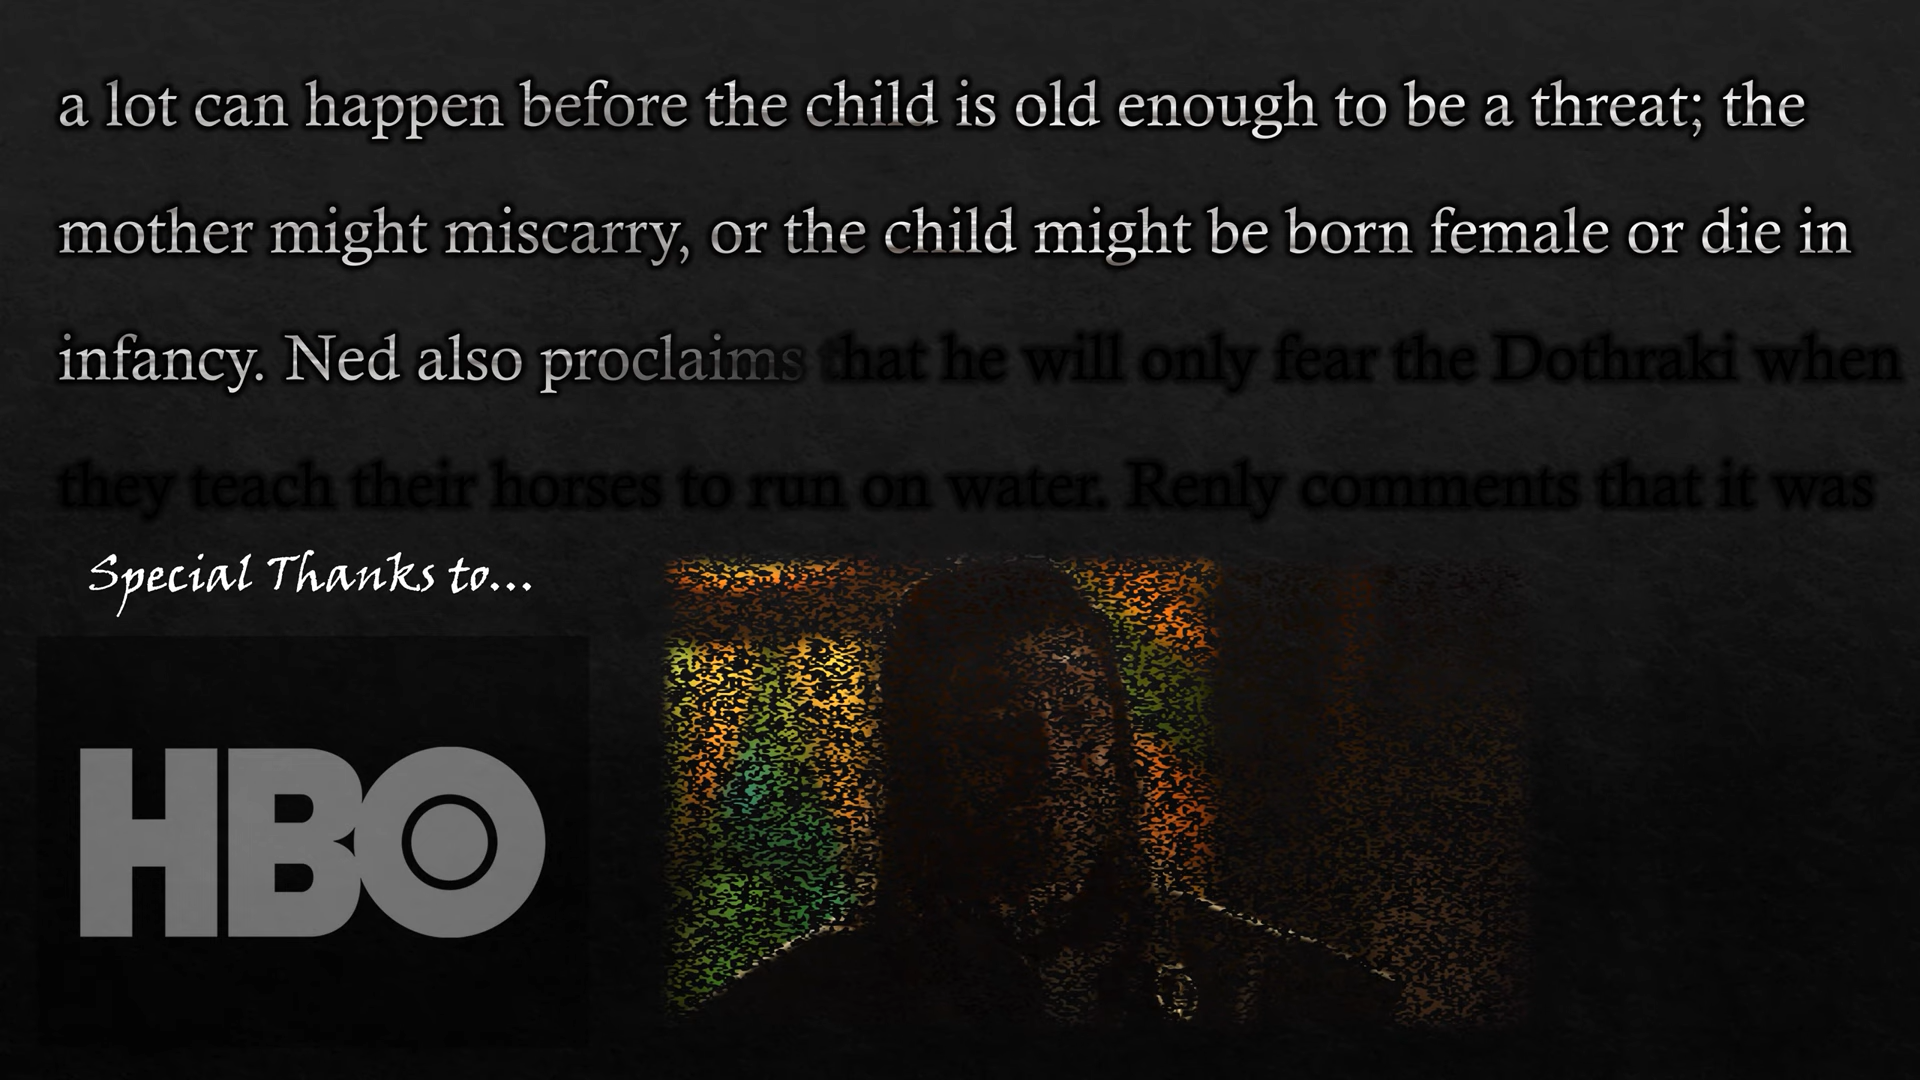 a lot can happen before the child is old enough to be a threat; the
mother might miscarry, or the child might be born female or die in
infancy. Ned also proclaims that he will only fear the Dothraki when
they teach their horses to run on water. Renly comments that it was
Special Thanks to...
HBO